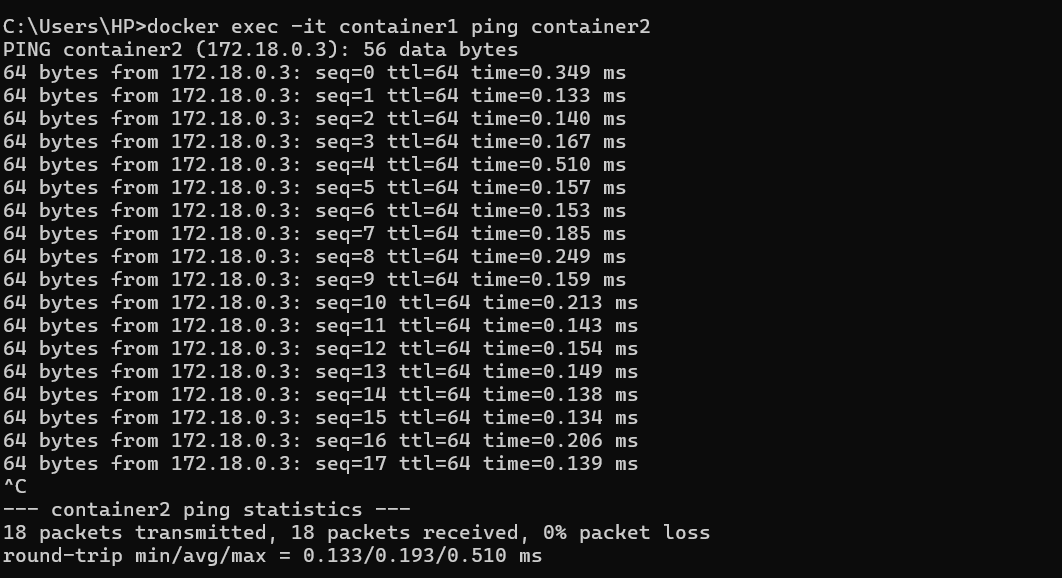 C:\Users\HP>docker exec -it container1 ping container2
PING container2 (172.18.0.3): 56 data bytes
64 bytes from 172.18.0.3: seq=0 ttl=64 time=0.349 ms
64 bytes from 172.18.0.3: seq=1 ttl=64 time=0.133 ms
64 bytes from 172.18.0.3: seq=2 ttl=64 time=0.140 ms
64 bytes from 172.18.0.3: seq=3 ttl=64 time=0.167 ms
64 bytes from 172.18.0.3: seq=4 ttl=64 time=0.510 ms
64 bytes from 172.18.0.3: seq=5 ttl=64 time=0.157 ms
64 bytes from 172.18.0.3: seq=6 ttl=64 time=0.153 ms
64 bytes from 172.18.0.3: seq=7 ttl=64 time=0.185 ms
64 bytes from 172.18.0.3: seq=8 ttl=64 time=0.249 ms
64 bytes from 172.18.0.3: seq=9 ttl=64 time=0.159 ms
64 bytes from 172.18.0.3: seq=10 ttl=64 time=0.213 ms
64 bytes from 172.18.0.3: seq=11 ttl=64 time=0.143 ms
64 bytes from 172.18.0.3: seq=12 ttl=64 time=0.154 ms
64 bytes from 172.18.0.3: seq=13 ttl=64 time=0.149 ms
64 bytes from 172.18.0.3: seq=14 ttl=64 time=0.138 ms
64 bytes from 172.18.0.3: seq=15 ttl=64 time=0.134 ms
64 bytes from 172.18.0.3: seq=16 ttl=64 time=0.206 ms
64 bytes from 172.18.0.3: seq=17 ttl=64 time=0.139 ms
^C
--- container2 ping statistics ---
18 packets transmitted, 18 packets received, 0% packet loss
round-trip min/avg/max = 0.133/0.193/0.510 ms